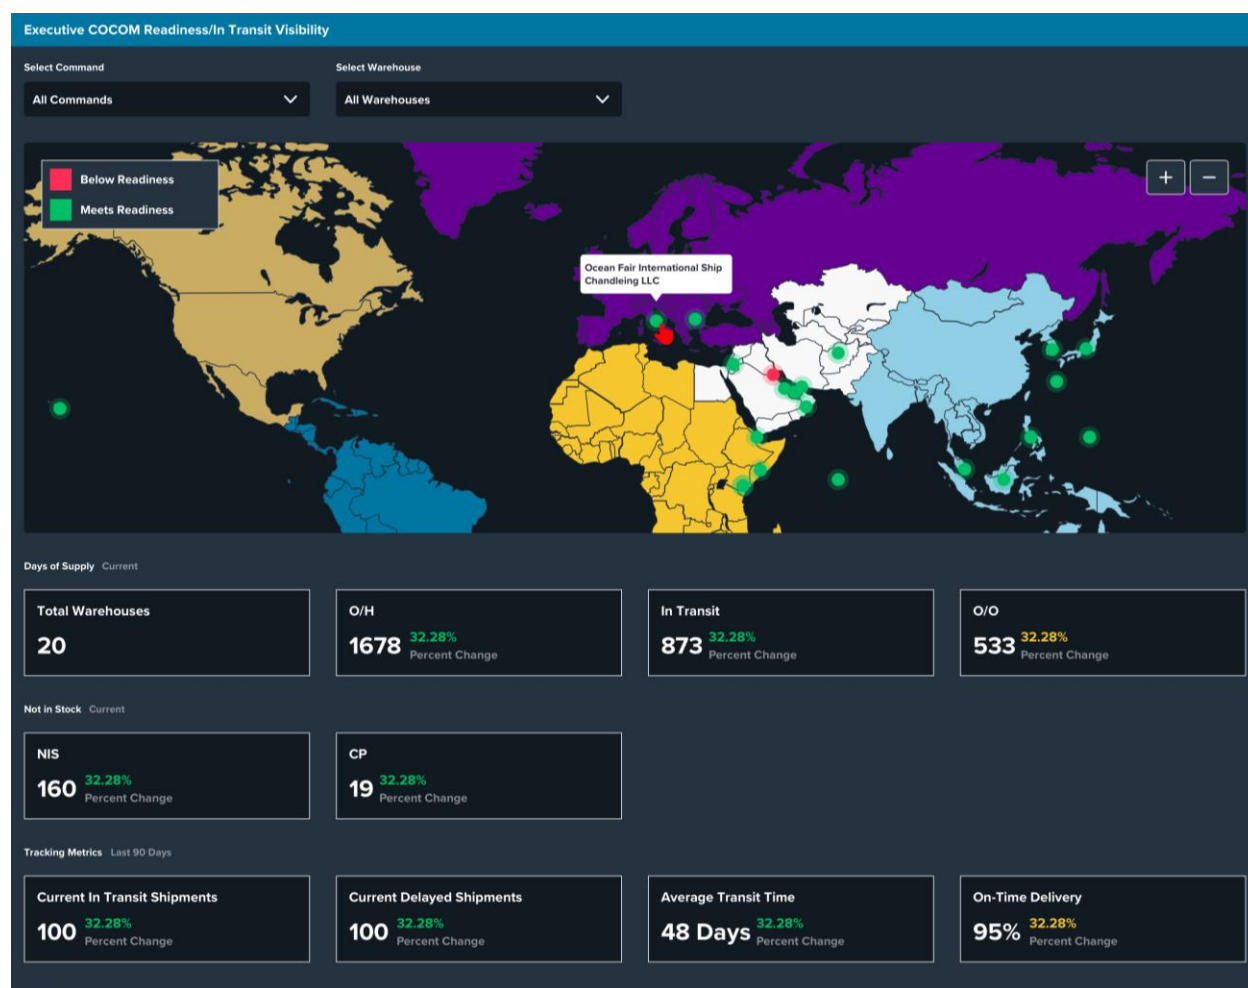 Executive COCOM Readiness/In Transit Visibility
Select Command
Select Warehouse
All Commands
All Warehouses
Below Readiness
Meets Readiness
+ −
Ocean Fair International Ship
Chandleing LLC
Days of Supply Current
Total Warehouses
20
O/H
1678 32.28%
Percent Change
In Transit
873 32.28%
Percent Change
O/O
533 32.28%
Percent Change
Not in Stock Current
NIS
160 32.28%
Percent Change
CP
19 32.28%
Percent Change
Tracking Metrics Last 90 Days
Current In Transit Shipments
100 32.28%
Percent Change
Current Delayed Shipments
100 32.28%
Percent Change
Average Transit Time
48 Days 32.28%
Percent Change
On-Time Delivery
95% 32.28%
Percent Change